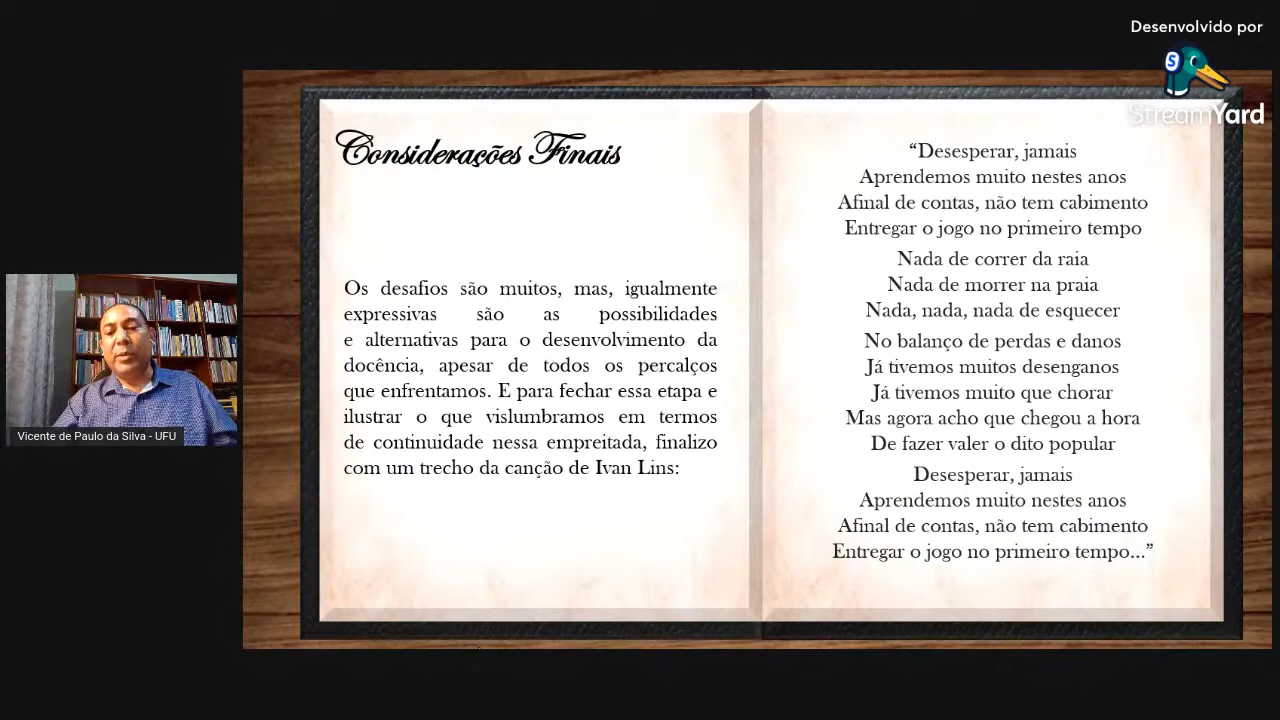 Desenvolvido por
S
StreamYard
Considerações Finais
Os desafios são muitos, mas, igualmente
expressivas são as possibilidades
e alternativas para o desenvolvimento da
docência, apesar de todos os percalços
que enfrentamos. E para fechar essa etapa e
ilustrar o que vislumbramos em termos
de continuidade nessa empreitada, finalizo
com um trecho da canção de Ivan Lins:
“Desesperar, jamais
Aprendemos muito nestes anos
Afinal de contas, não tem cabimento
Entregar o jogo no primeiro tempo
Nada de correr da raia
Nada de morrer na praia
Nada, nada, nada de esquecer
No balanço de perdas e danos
Já tivemos muitos desenganos
Já tivemos muito que chorar
Mas agora acho que chegou a hora
De fazer valer o dito popular
Desesperar, jamais
Aprendemos muito nestes anos
Afinal de contas, não tem cabimento
Entregar o jogo no primeiro tempo...”
Vicente de Paulo da Silva - UFU